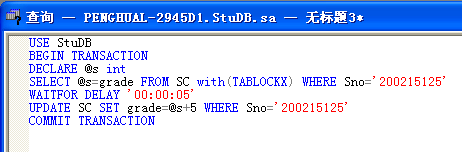 查询 — PENGHUAL-2945D1.StuDB.sa — 无标题3*
USE StuDB
BEGIN TRANSACTION
DECLARE @s int
SELECT @s=grade FROM SC with(TABLOCKX) WHERE Sno='200215125'
WAITFOR DELAY '00:00:05'
UPDATE SC SET grade=@s+5 WHERE Sno='200215125'
COMMIT TRANSACTION